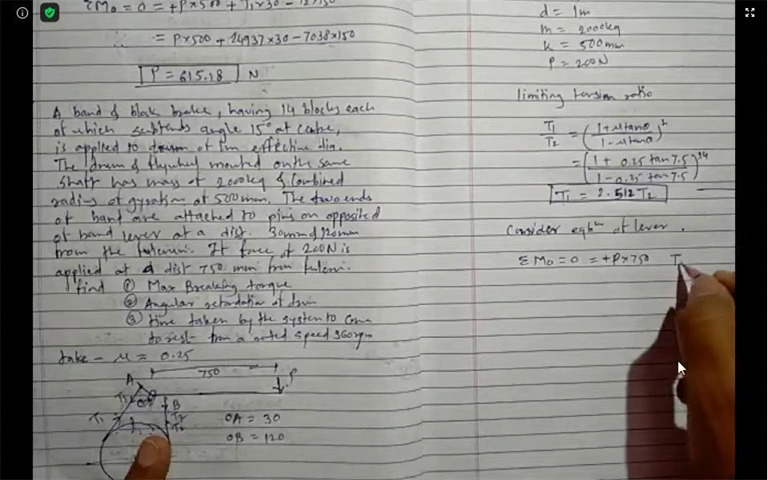 ΣMo = 0 = +P×500 + T1×30 -
∴ = P×500 + 24937×30 - 7038×150
P = 615.18 N
A band & block brake, having 14 blocks each
of which subtends angle 15° at centre,
is applied to drum of 1m effective dia.
The drum & flywheel mounted on the same
shaft has mass of 2000kg & combined
radius of gyration of 500mm. The two ends
of band are attached to pins on opposited
of band lever at a dist. 30mm & 120mm
from the fulcrum. If force of 200N is
applied at a dist 750 mm from fulcrum.
find ① Max Breaking torque
② Angular retardation of drum
③ time taken by the system to come
to rest from a rated speed 360rpm
take - μ = 0.25
750
P
A
B
T1
T2
OA = 30
OB = 120
d = 1m
m = 2000kg
k = 500mm
P = 200N
limiting tension ratio
T1/T2 = ((1+μtanθ)/(1-μtanθ))^n
= ((1 + 0.25 tan 7.5)/(1 - 0.25 tan 7.5))^14
T1 = 2.512 T2
Consider eqbm of lever.
ΣMo = 0 = +P×750 T